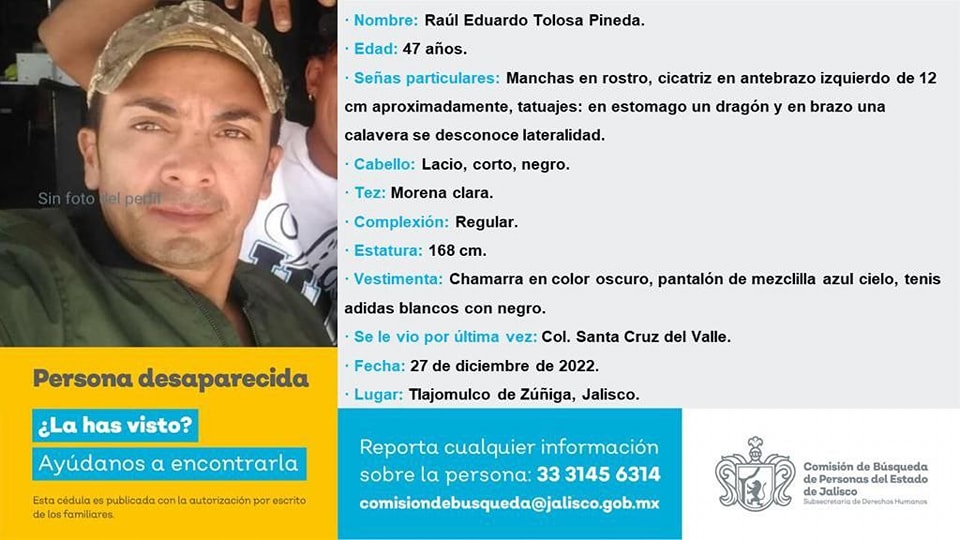 · Nombre: Raúl Eduardo Tolosa Pineda.
· Edad: 47 años.
· Señas particulares: Manchas en rostro, cicatriz en antebrazo izquierdo de 12
cm aproximadamente, tatuajes: en estomago un dragón y en brazo una
calavera se desconoce lateralidad.
· Cabello: Lacio, corto, negro.
· Tez: Morena clara.
· Complexión: Regular.
· Estatura: 168 cm.
· Vestimenta: Chamarra en color oscuro, pantalón de mezclilla azul cielo, tenis
adidas blancos con negro.
· Se le vio por última vez: Col. Santa Cruz del Valle.
· Fecha: 27 de diciembre de 2022.
· Lugar: Tlajomulco de Zúñiga, Jalisco.
Sin foto del perfil
Persona desaparecida
¿La has visto?
Ayúdanos a encontrarla
Esta cédula es publicada con la autorización por escrito
de los familiares.
Reporta cualquier información
sobre la persona: 33 3145 6314
comisiondebusqueda@jalisco.gob.mx
Comisión de Búsqueda
de Personas del Estado
de Jalisco
Subsecretaría de Derechos Humanos